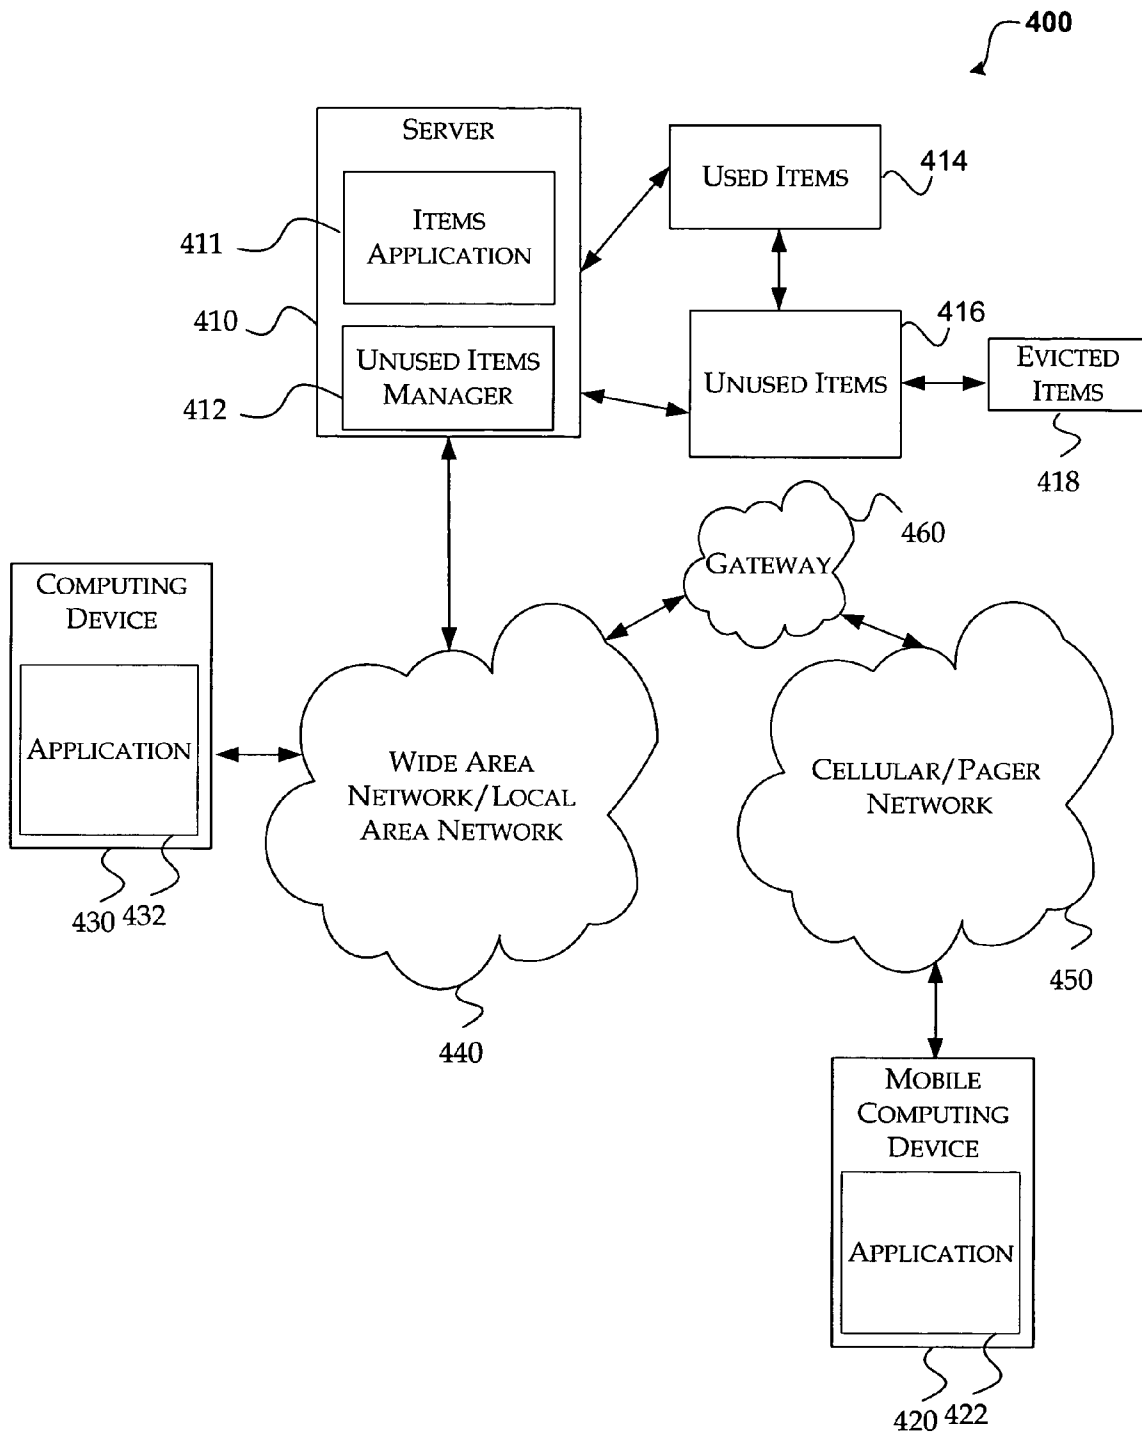 400
SERVER
USED ITEMS
414
ITEMS
APPLICATION
411
410
416
UNUSED ITEMS
MANAGER
412
UNUSED ITEMS
EVICTED
ITEMS
418
460
GATEWAY
COMPUTING
DEVICE
APPLICATION
430
432
WIDE AREA
NETWORK/LOCAL
AREA NETWORK
440
CELLULAR/PAGER
NETWORK
450
MOBILE
COMPUTING
DEVICE
APPLICATION
420
422